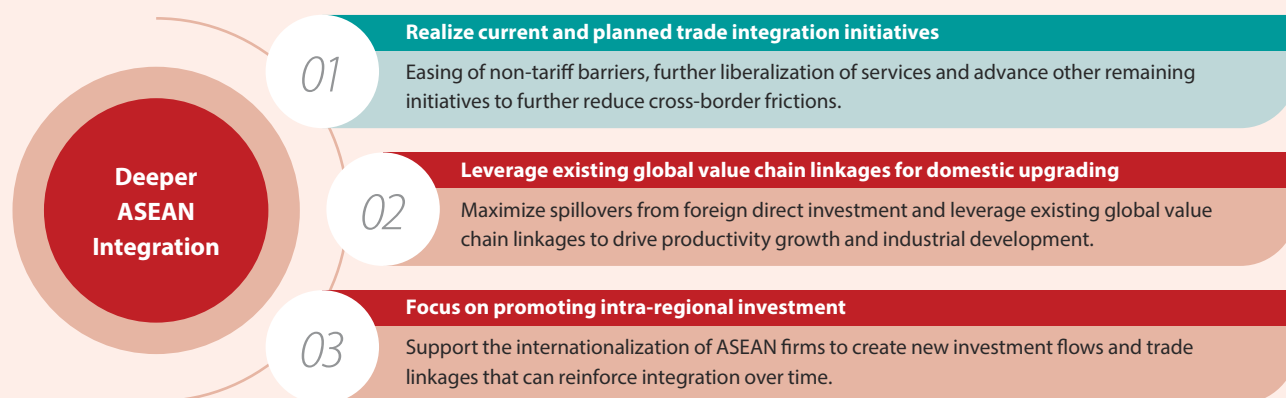 Deeper
ASEAN
Integration
01
Realize current and planned trade integration initiatives
Easing of non-tariff barriers, further liberalization of services and advance other remaining
initiatives to further reduce cross-border frictions.
02
Leverage existing global value chain linkages for domestic upgrading
Maximize spillovers from foreign direct investment and leverage existing global value
chain linkages to drive productivity growth and industrial development.
03
Focus on promoting intra-regional investment
Support the internationalization of ASEAN firms to create new investment flows and trade
linkages that can reinforce integration over time.